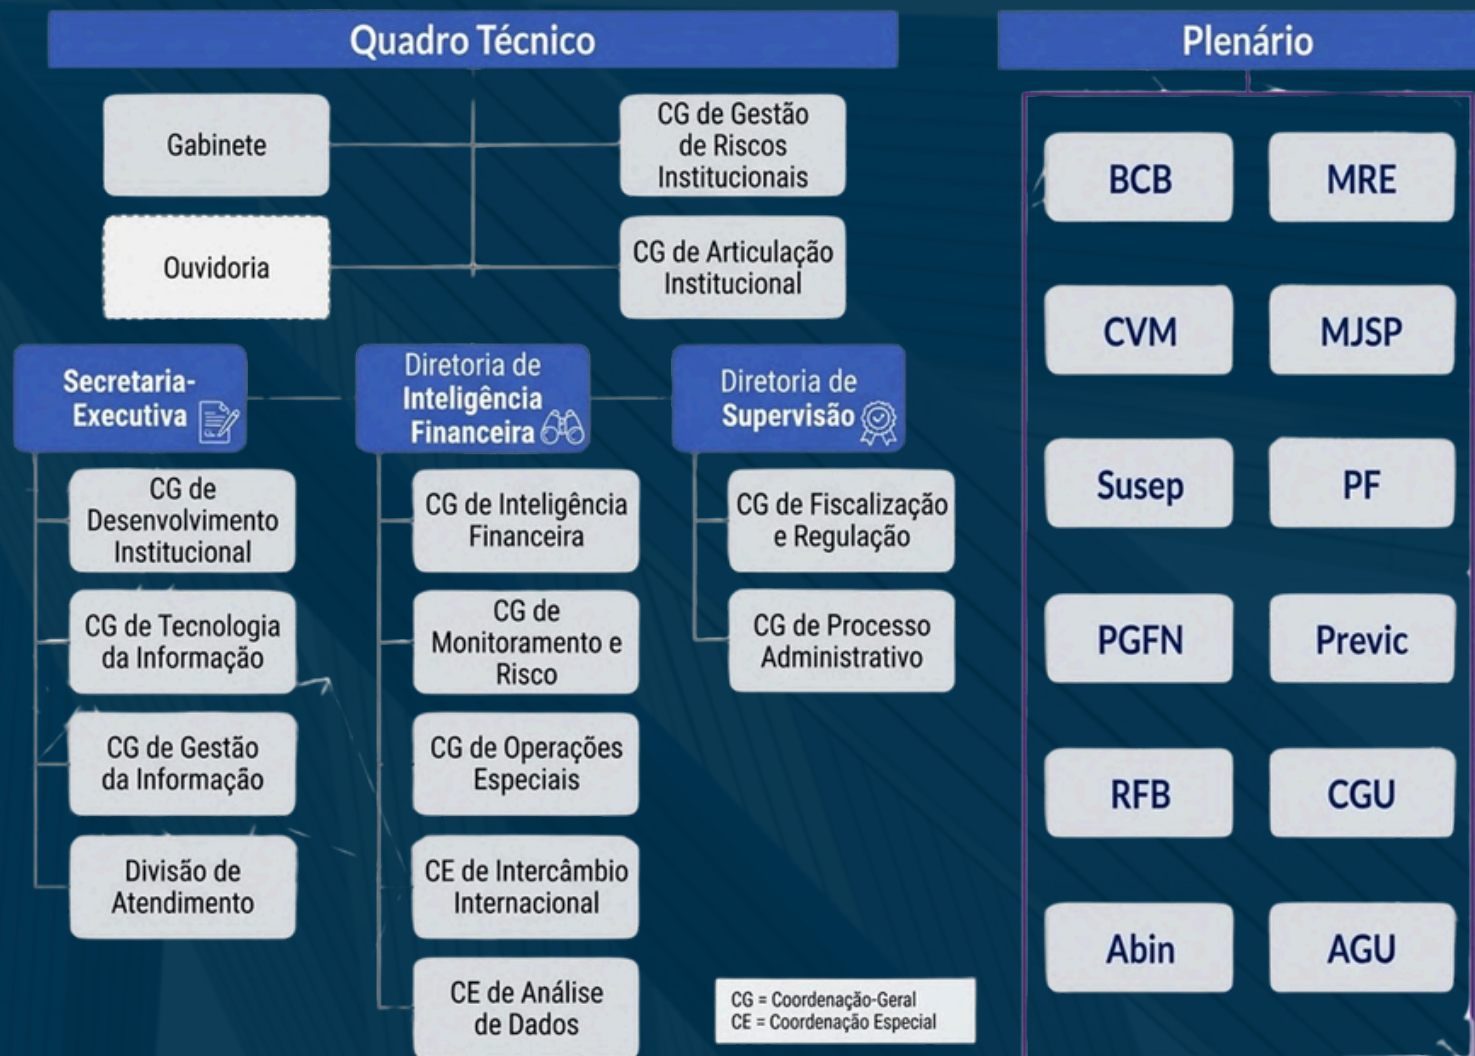 Quadro Técnico
Gabinete
CG de Gestão
de Riscos
Institucionais
Ouvidoria
CG de Articulação
Institucional
Secretaria-
Executiva
CG de
Desenvolvimento
Institucional
CG de Tecnologia
da Informação
CG de Gestão
da Informação
Divisão de
Atendimento
Diretoria de
Inteligência
Financeira
CG de Inteligência
Financeira
CG de
Monitoramento e
Risco
CG de Operações
Especiais
CE de Intercâmbio
Internacional
CE de Análise
de Dados
Diretoria de
Supervisão
CG de Fiscalização
e Regulação
CG de Processo
Administrativo
CG = Coordenação-Geral
CE = Coordenação Especial
Plenário
BCB
MRE
CVM
MJSP
Susep
PF
PGFN
Previc
RFB
CGU
Abin
AGU